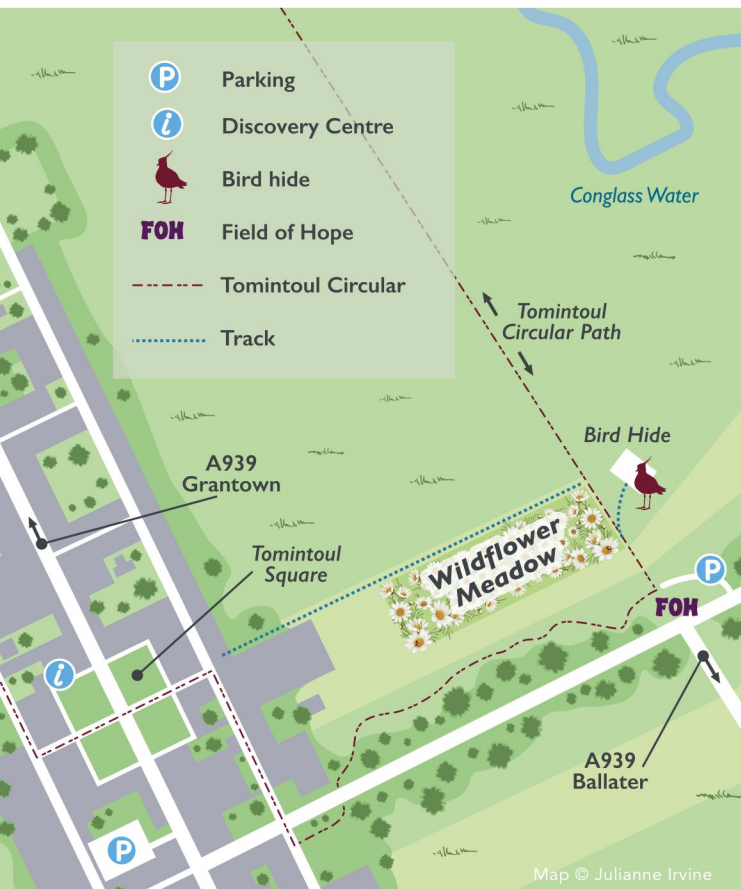 P Parking
i Discovery Centre
Bird hide
FOH Field of Hope
Tomintoul Circular
Track
Conglass Water
Tomintoul
Circular Path
Bird Hide
A939
Grantown
Tomintoul
Square
Wildflower
Meadow
P
FOH
i
A939
Ballater
P
Map © Julianne Irvine